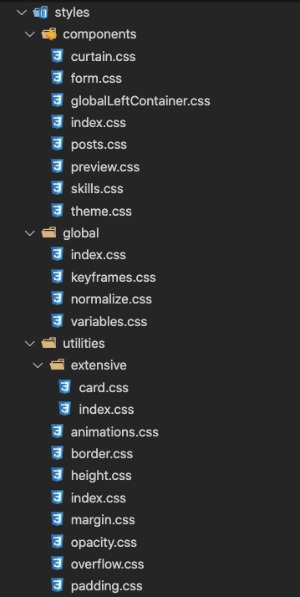 styles
components
curtain.css
form.css
globalLeftContainer.css
index.css
posts.css
preview.css
skills.css
theme.css
global
index.css
keyframes.css
normalize.css
variables.css
utilities
extensive
card.css
index.css
animations.css
border.css
height.css
index.css
margin.css
opacity.css
overflow.css
padding.css